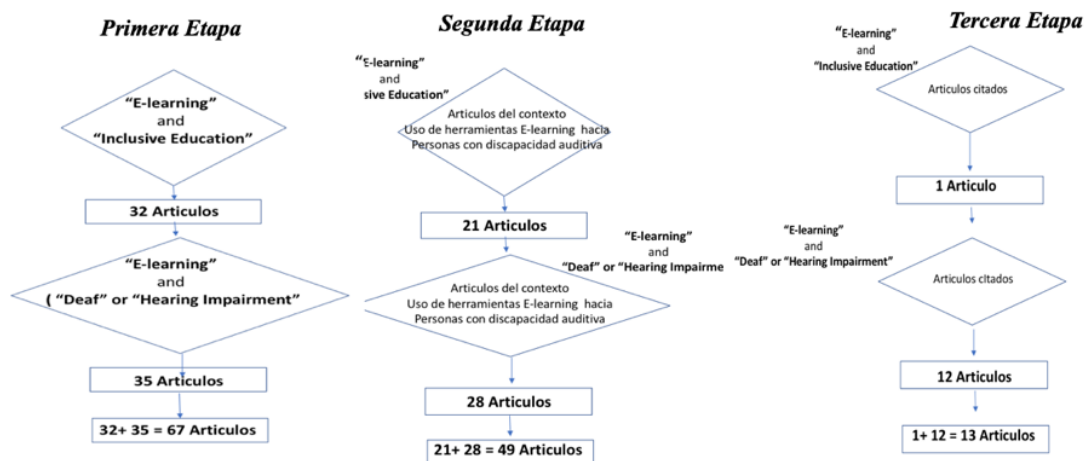 Primera Etapa
“E-learning”
and
“Inclusive Education”
32 Articulos
“E-learning”
and
( “Deaf” or “Hearing Impairment”
35 Articulos
32+ 35 = 67 Articulos
Segunda Etapa
“E-learning”
and
sive Education”
Articulos del contexto
Uso de herramientas E-learning hacia
Personas con discapacidad auditiva
21 Articulos
“E-learning”
and
“Deaf” or “Hearing Impairme
Articulos del contexto
Uso de herramientas E-learning hacia
Personas con discapacidad auditiva
28 Articulos
21+ 28 = 49 Articulos
Tercera Etapa
“E-learning”
and
“Inclusive Education”
Articulos citados
1 Articulo
“E-learning”
and
“Deaf” or “Hearing Impairment”
Articulos citados
12 Articulos
1+ 12 = 13 Articulos